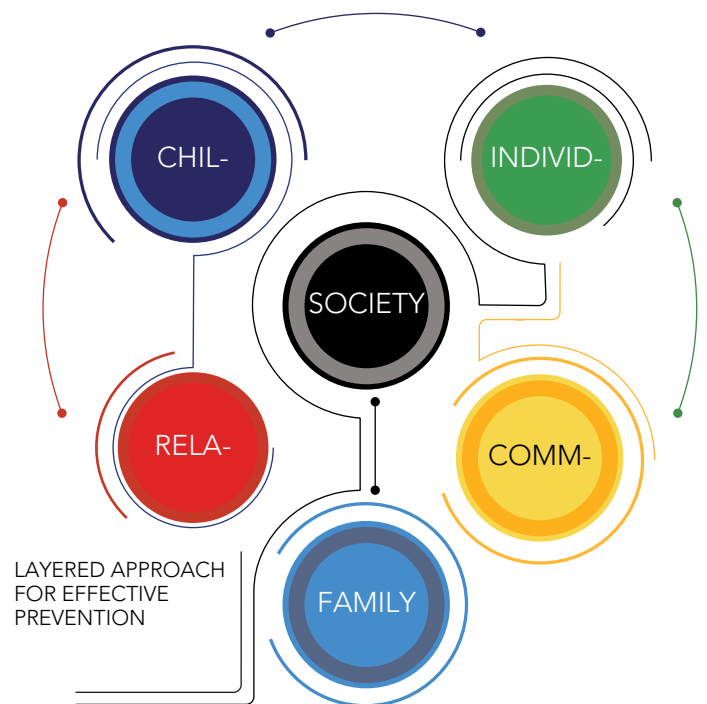 CHIL-
INDIVID-
SOCIETY
RELA-
COMM-
LAYERED APPROACH
FOR EFFECTIVE
PREVENTION
FAMILY